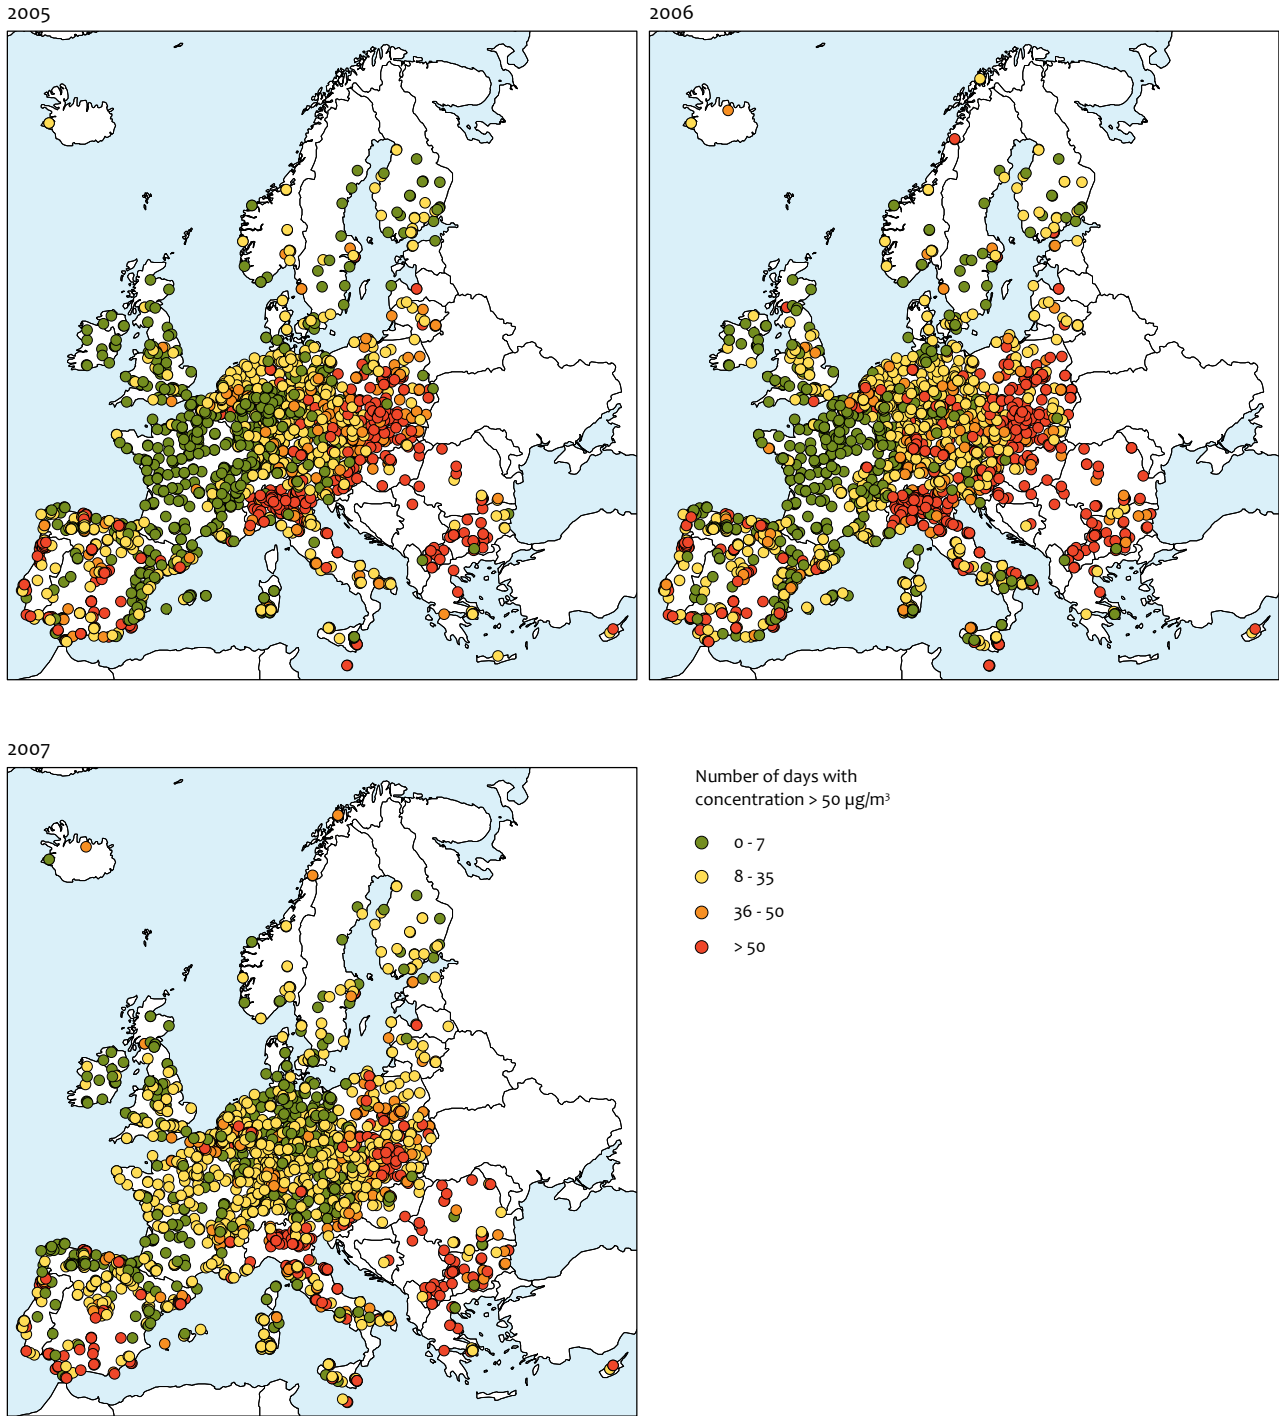 2005
2006
2007
Number of days with
concentration > 50 µg/m³
0 - 7
8 - 35
36 - 50
> 50